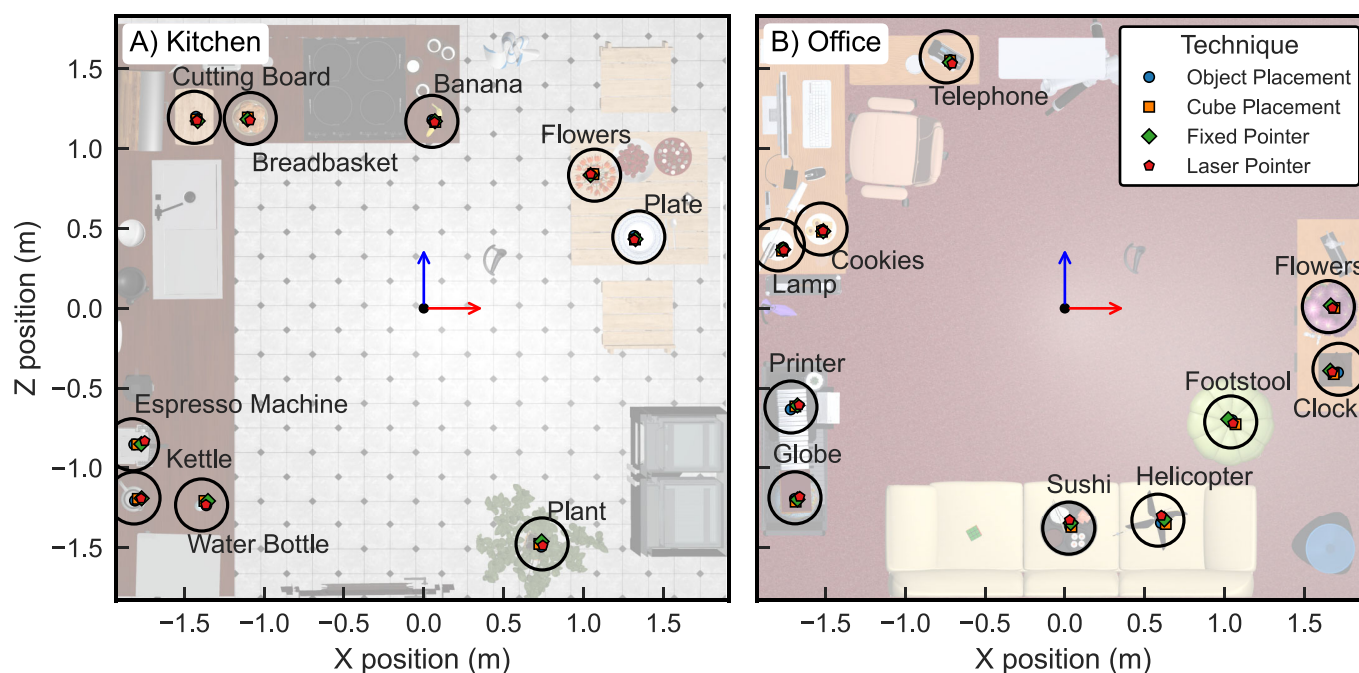 A) Kitchen
Cutting Board
Banana
Breadbasket
Flowers
Plate
Espresso Machine
Kettle
Water Bottle
Plant
1.5
1.0
0.5
0.0
−0.5
−1.0
−1.5
Z position (m)
−1.5
−1.0
−0.5
0.0
0.5
1.0
1.5
X position (m)
B) Office
Telephone
Technique
Object Placement
Cube Placement
Fixed Pointer
Laser Pointer
Cookies
Lamp
Flowers
Printer
Footstool
Clock
Globe
Sushi
Helicopter
−1.5
−1.0
−0.5
0.0
0.5
1.0
1.5
X position (m)